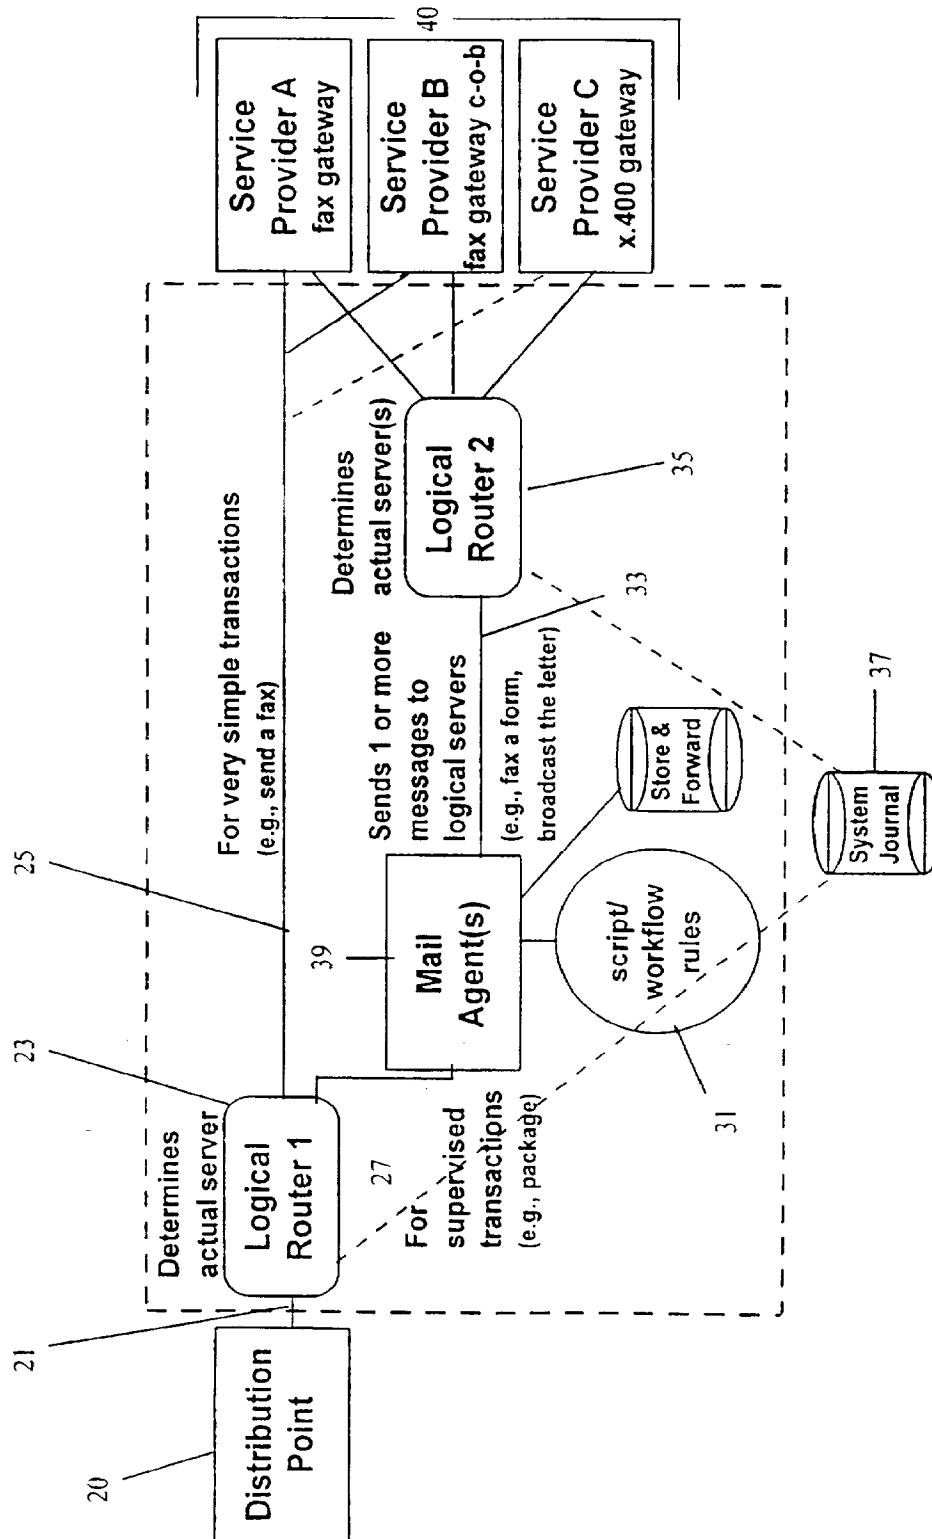 20
Distribution
Point
21
Determines
actual server
23
Logical
Router 1
25
For very simple transactions
(e.g., send a fax)
27
For
supervised
transactions
(e.g., package)
39
Mail
Agent(s)
31
script/
workflow
rules
Sends 1 or more
messages to
logical servers
(e.g., fax a form,
broadcast the letter)
33
Store &
Forward
System
Journal
37
Determines
actual server(s)
Logical
Router 2
35
Service
Provider A
fax gateway
Service
Provider B
fax gateway c-o-b
Service
Provider C
x.400 gateway
40